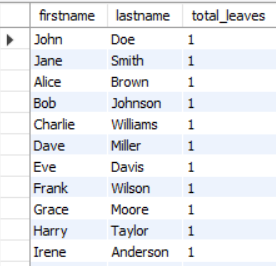 firstname lastname total_leaves
John Doe 1
Jane Smith 1
Alice Brown 1
Bob Johnson 1
Charlie Williams 1
Dave Miller 1
Eve Davis 1
Frank Wilson 1
Grace Moore 1
Harry Taylor 1
Irene Anderson 1